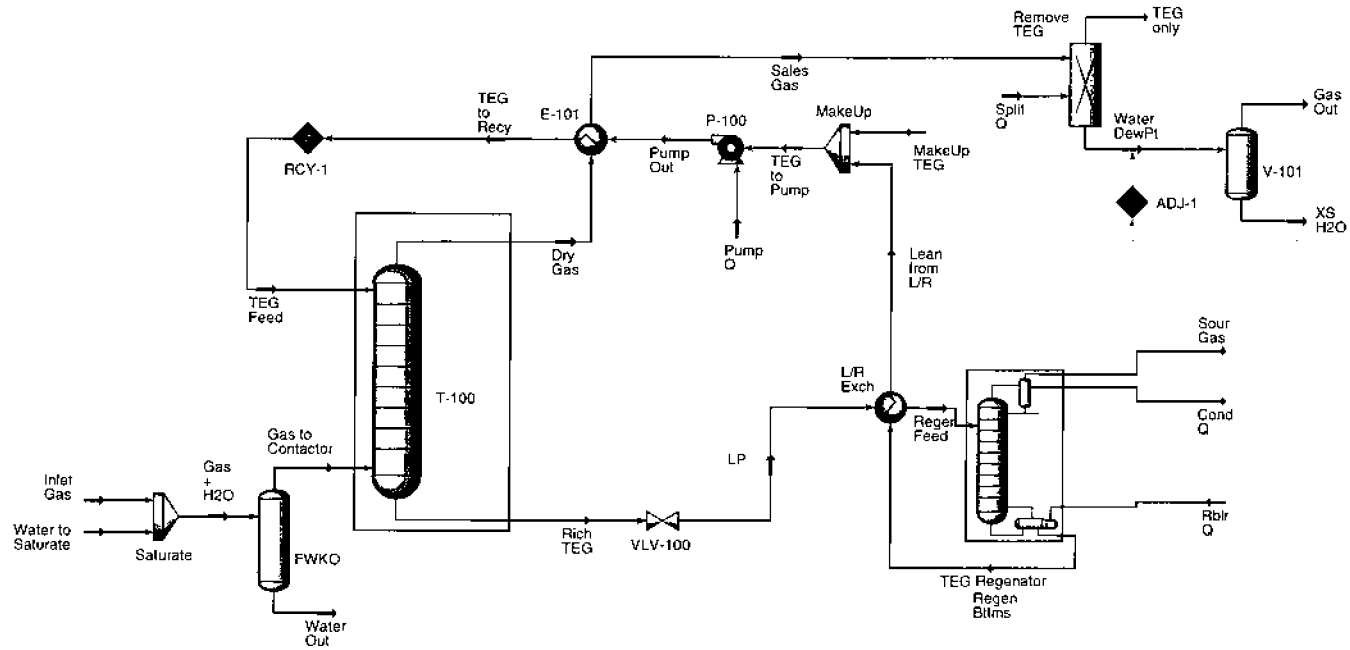 Remove
TEG
TEG
only
Sales
Gas
Split
Q
Gas
Out
Water
DewPt
V-101
XS
H2O
ADJ-1
TEG
to
Recy
E-101
P-100
MakeUp
MakeUp
TEG
Pump
Out
TEG
to
Pump
Pump
Q
RCY-1
Dry
Gas
Lean
from
L/R
TEG
Feed
T-100
Sour
Gas
L/R
Exch
Regen
Feed
Cond
Q
Gas to
Contactor
LP
Inlet
Gas
Gas
+
H2O
Water to
Saturate
Saturate
FWKO
Rich
TEG
VLV-100
Rblr
Q
TEG Regenator
Regen
Bttms
Water
Out